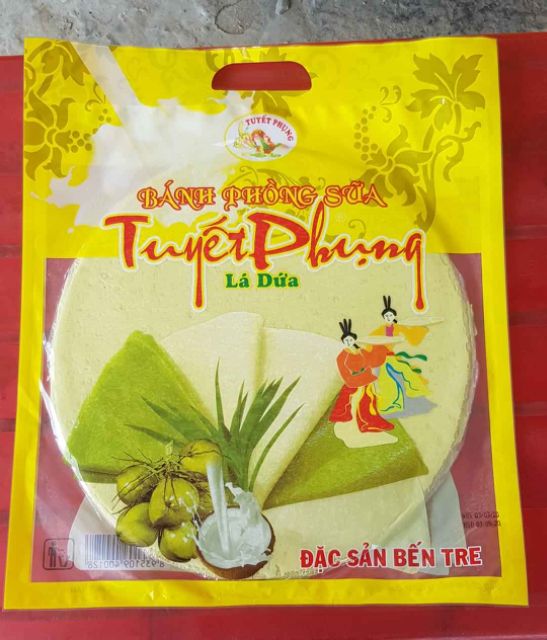 TUYẾT PHỤNG
BÁNH PHỒNG SỮA
Tuyết Phụng
®
Lá Dứa
ĐẶC SẢN BẾN TRE